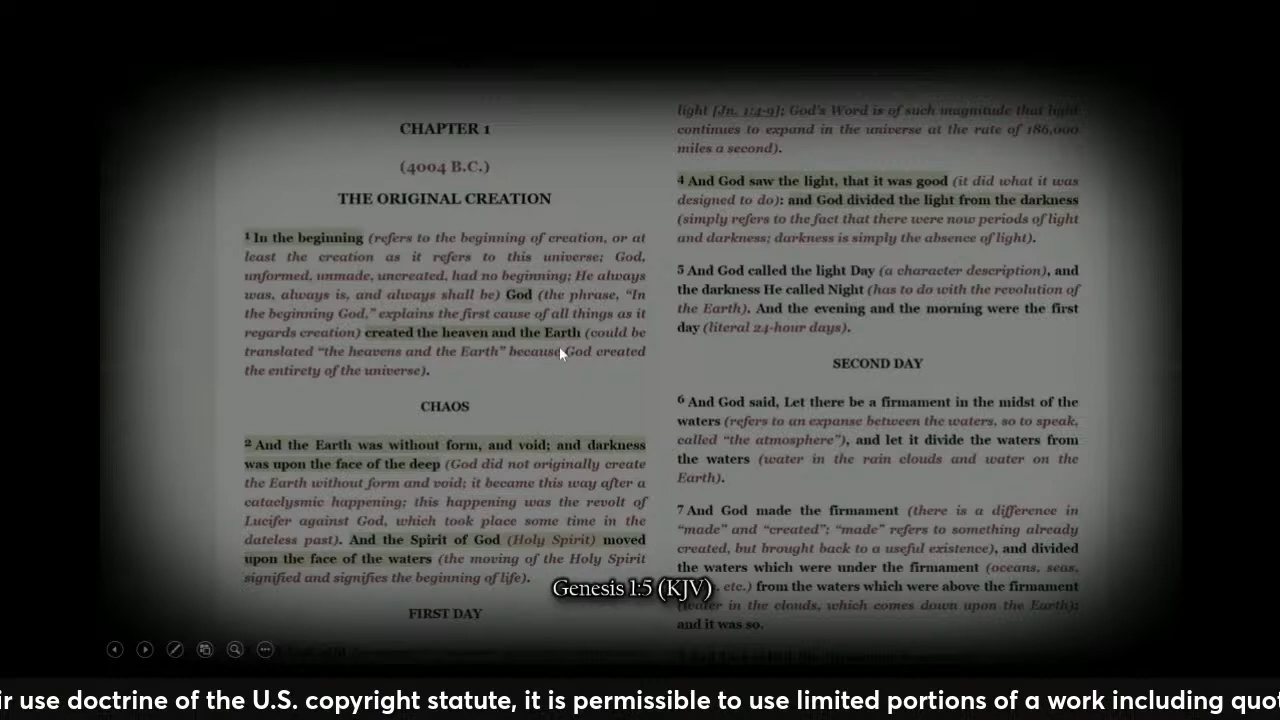 CHAPTER 1
(4004 B.C.)
THE ORIGINAL CREATION
1 In the beginning (refers to the beginning of creation, or at
least the creation as it refers to this universe; God,
unformed, unmade, uncreated, had no beginning; He always
was, always is, and always shall be) God (the phrase, “In
the beginning God,” explains the first cause of all things as it
regards creation) created the heaven and the Earth (could be
translated “the heavens and the Earth” because God created
the entirety of the universe).
CHAOS
2 And the Earth was without form, and void; and darkness
was upon the face of the deep (God did not originally create
the Earth without form and void; it became this way after a
cataclysmic happening; this happening was the revolt of
Lucifer against God, which took place some time in the
dateless past). And the Spirit of God (Holy Spirit) moved
upon the face of the waters (the moving of the Holy Spirit
signified and signifies the beginning of life).
FIRST DAY
light [Jn. 1:4-9]; God’s Word is of such magnitude that light
continues to expand in the universe at the rate of 186,000
miles a second).
4 And God saw the light, that it was good (it did what it was
designed to do): and God divided the light from the darkness
(simply refers to the fact that there were now periods of light
and darkness; darkness is simply the absence of light).
5 And God called the light Day (a character description), and
the darkness He called Night (has to do with the revolution of
the Earth). And the evening and the morning were the first
day (literal 24-hour days).
SECOND DAY
6 And God said, Let there be a firmament in the midst of the
waters (refers to an expanse between the waters, so to speak,
called “the atmosphere”), and let it divide the waters from
the waters (water in the rain clouds and water on the
Earth).
7 And God made the firmament (there is a difference in
“made” and “created”; “made” refers to something already
created, but brought back to a useful existence), and divided
the waters which were under the firmament (oceans, seas,
etc.) from the waters which were above the firmament
(water in the clouds, which comes down upon the Earth):
and it was so.
Genesis 1:5 (KJV)
ir use doctrine of the U.S. copyright statute, it is permissible to use limited portions of a work including quo